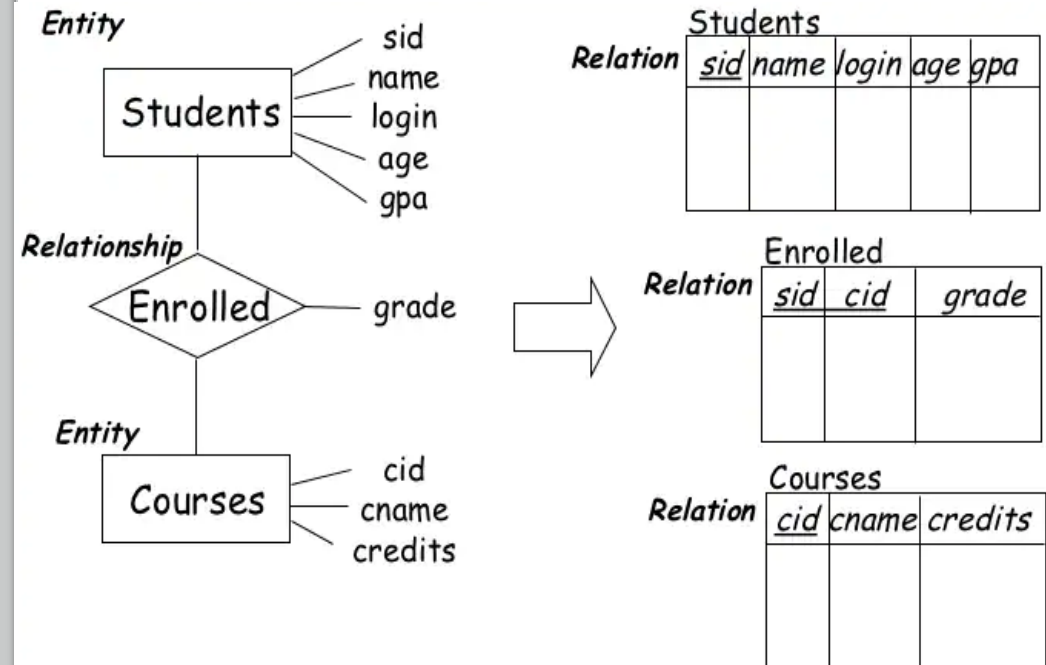 Entity
Students
sid
name
login
age
gpa
Relationship
Enrolled
grade
Entity
Courses
cid
cname
credits
Students
Relation
sid name login age gpa
Enrolled
Relation
sid cid grade
Courses
Relation
cid cname credits